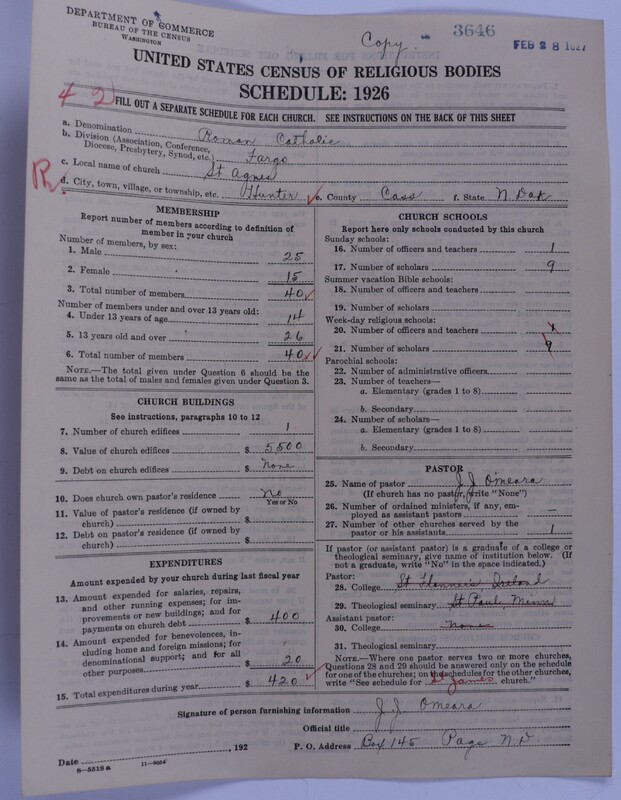 DEPARTMENT OF COMMERCE
BUREAU OF THE CENSUS
WASHINGTON
Copy
3646
FEB 28 1927
UNITED STATES CENSUS OF RELIGIOUS BODIES
SCHEDULE: 1926
FILL OUT A SEPARATE SCHEDULE FOR EACH CHURCH. SEE INSTRUCTIONS ON THE BACK OF THIS SHEET
a. Denomination Roman Catholic
b. Division (Association, Conference, Diocese, Presbytery, Synod, etc.) Fargo
c. Local name of church St Agnes
R
d. City, town, village, or township, etc. Hunter e. County Cass f. State N. Dak
MEMBERSHIP
Report number of members according to definition of
member in your church
Number of members, by sex:
1. Male 25
2. Female 15
3. Total number of members 40
Number of members under and over 13 years old:
4. Under 13 years of age 14
5. 13 years old and over 26
6. Total number of members 40
NOTE.—The total given under Question 6 should be the
same as the total of males and females given under Question 3.
CHURCH BUILDINGS
See instructions, paragraphs 10 to 12
7. Number of church edifices 1
8. Value of church edifices $ 5500
9. Debt on church edifices $ None
10. Does church own pastor's residence No
Yes or No
11. Value of pastor's residence (if owned by
church) $
12. Debt on pastor's residence (if owned by
church) $
EXPENDITURES
Amount expended by your church during last fiscal year
13. Amount expended for salaries, repairs,
and other running expenses; for im-
provements or new buildings; and for
payments on church debt $ 400
14. Amount expended for benevolences, in-
cluding home and foreign missions; for
denominational support; and for all
other purposes $ 20
15. Total expenditures during year $ 420
CHURCH SCHOOLS
Report here only schools conducted by this church
Sunday schools:
16. Number of officers and teachers 1
17. Number of scholars 9
Summer vacation Bible schools:
18. Number of officers and teachers
19. Number of scholars
Week-day religious schools:
20. Number of officers and teachers 1
21. Number of scholars 9
Parochial schools:
22. Number of administrative officers
23. Number of teachers—
a. Elementary (grades 1 to 8)
b. Secondary
24. Number of scholars—
a. Elementary (grades 1 to 8)
b. Secondary
PASTOR
25. Name of pastor J J O'meara
(If church has no pastor, write "None")
26. Number of ordained ministers, if any, em-
ployed as assistant pastors –
27. Number of other churches served by the
pastor or his assistants 1
If pastor (or assistant pastor) is a graduate of a college or
theological seminary, give name of institution below. (If
not a graduate, write "No" in the space indicated.)
Pastor:
28. College St Ireland
29. Theological seminary St Paul, Minn
Assistant pastor:
30. College None
31. Theological seminary
NOTE.—Where one pastor serves two or more churches,
Questions 28 and 29 should be answered only on the schedule
for one of the churches; on the schedules for the other churches,
write "See schedule for St James church."
Signature of person furnishing information J J Omeara
Official title
Date , 192 P. O. Address Box 145 Page N D.
8-5518a 11-9054